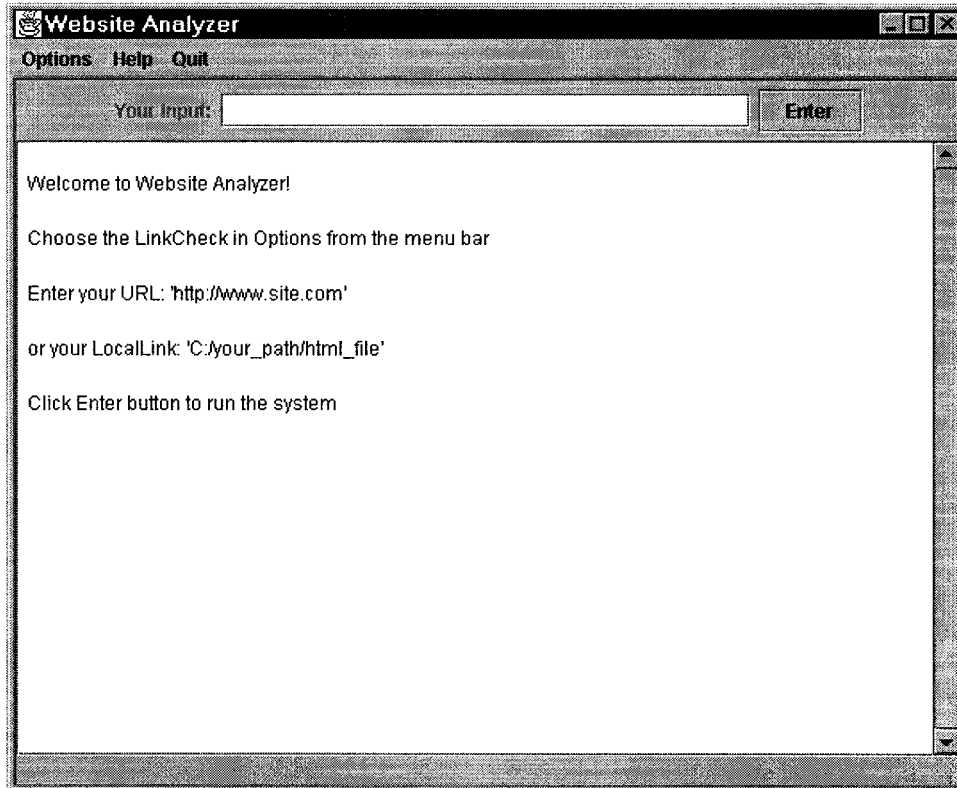 Website Analyzer
Options Help Quit
Your Input: Enter
Welcome to Website Analyzer!
Choose the LinkCheck in Options from the menu bar
Enter your URL: 'http://www.site.com'
or your LocalLink: 'C:/your_path/html_file'
Click Enter button to run the system